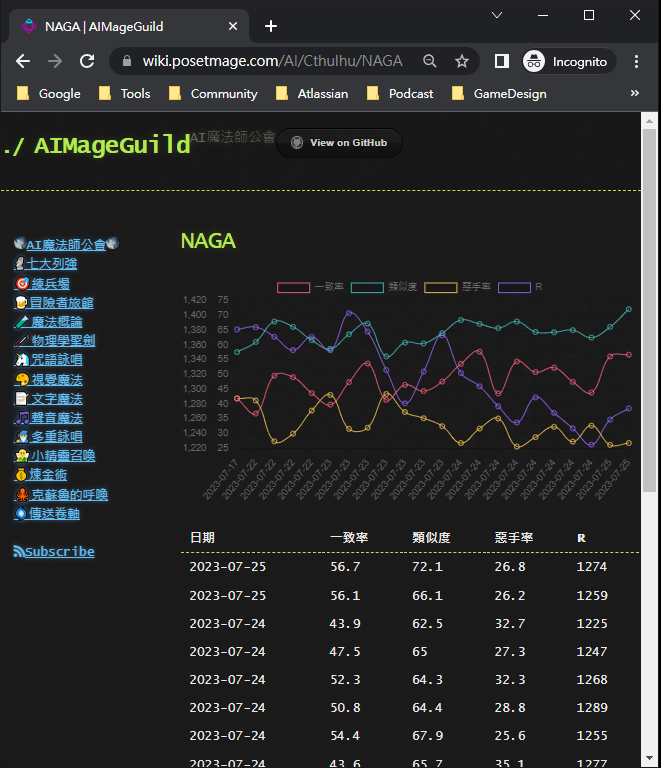 NAGA | AIMageGuild
wiki.posetmage.com/AI/Cthulhu/NAGA
Incognito
Google Tools Community Atlassian Podcast GameDesign »
./ AIMageGuild
AI魔法師公會
View on GitHub
AI魔法師公會
七大列強
練兵場
冒險者旅館
魔法概論
物理學聖劍
咒語詠唱
視覺魔法
文字魔法
聲音魔法
多重詠唱
小精靈召喚
煉金術
克蘇魯的呼喚
傳送卷軸
Subscribe
NAGA
一致率 類似度 惡手率 R
1,420 75
1,400 70
1,380 65
1,360 60
1,340 55
1,320 50
1,300 45
1,280 40
1,260 35
1,240 30
1,220 25
2023-07-17 2023-07-22 2023-07-22 2023-07-22 2023-07-22 2023-07-23 2023-07-23 2023-07-23 2023-07-23 2023-07-23 2023-07-23 2023-07-23 2023-07-24 2023-07-24 2023-07-24 2023-07-24 2023-07-24 2023-07-24 2023-07-24 2023-07-24 2023-07-25 2023-07-25
日期 一致率 類似度 惡手率 R
2023-07-25 56.7 72.1 26.8 1274
2023-07-25 56.1 66.1 26.2 1259
2023-07-24 43.9 62.5 32.7 1225
2023-07-24 47.5 65 27.3 1247
2023-07-24 52.3 64.3 32.3 1268
2023-07-24 50.8 64.4 28.8 1289
2023-07-24 54.4 67.9 25.6 1255
2023-07-24 43.6 65.7 35.1 1277